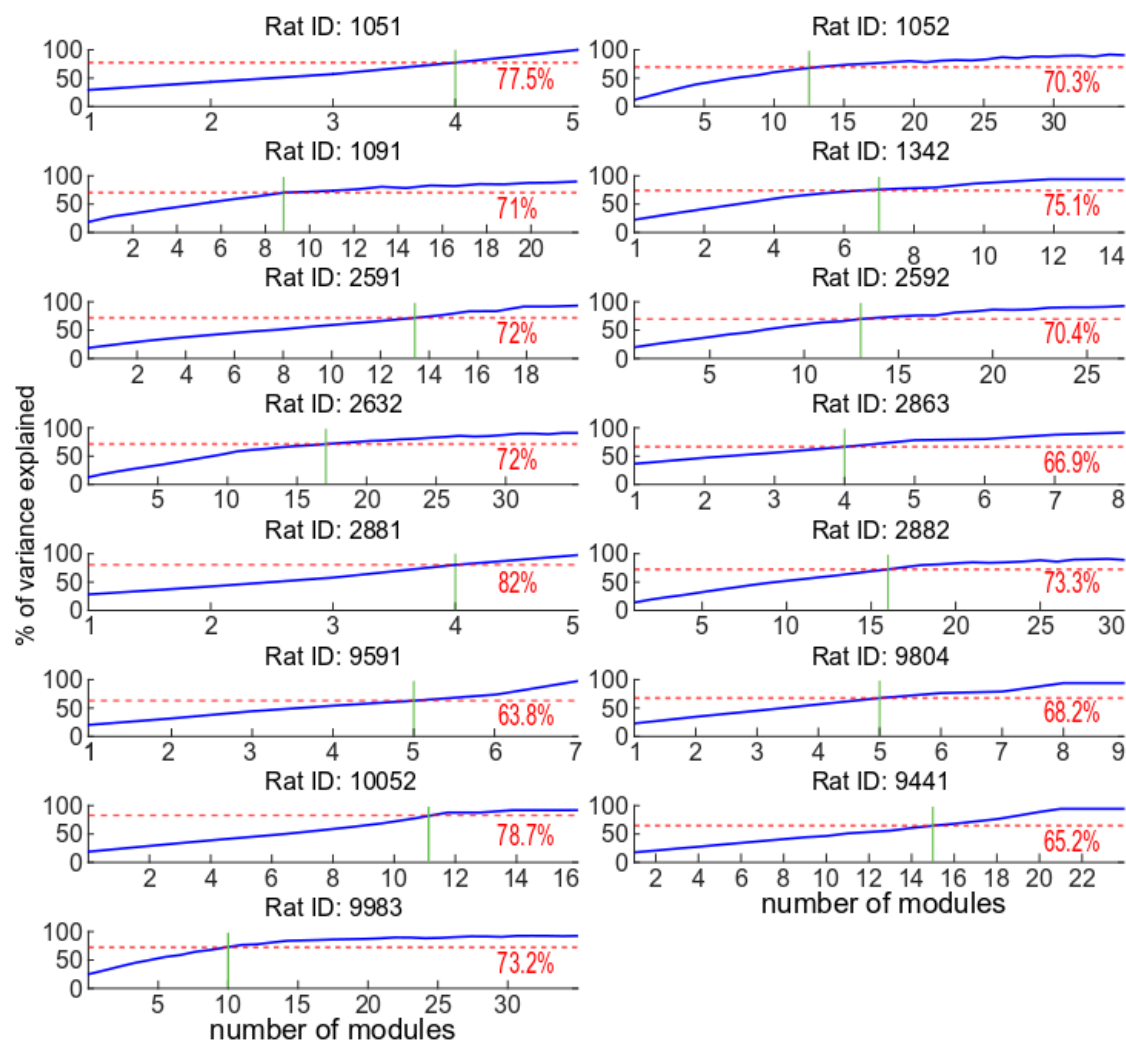 Rat ID: 1051
100
50
0
77.5%
1 2 3 4 5
Rat ID: 1052
100
50
0
70.3%
5 10 15 20 25 30
Rat ID: 1091
100
50
0
71%
2 4 6 8 10 12 14 16 18 20
Rat ID: 1342
100
50
0
75.1%
1 2 4 6 8 10 12 14
Rat ID: 2591
100
50
0
72%
2 4 6 8 10 12 14 16 18
Rat ID: 2592
100
50
0
70.4%
5 10 15 20 25
% of variance explained
Rat ID: 2632
100
50
0
72%
5 10 15 20 25 30
Rat ID: 2863
100
50
0
66.9%
1 2 3 4 5 6 7 8
Rat ID: 2881
100
50
0
82%
1 2 3 4 5
Rat ID: 2882
100
50
0
73.3%
5 10 15 20 25 30
Rat ID: 9591
100
50
0
63.8%
1 2 3 4 5 6 7
Rat ID: 9804
100
50
0
68.2%
1 2 3 4 5 6 7 8 9
Rat ID: 10052
100
50
0
78.7%
2 4 6 8 10 12 14 16
Rat ID: 9441
100
50
0
65.2%
2 4 6 8 10 12 14 16 18 20 22
number of modules
Rat ID: 9983
100
50
0
73.2%
5 10 15 20 25 30
number of modules